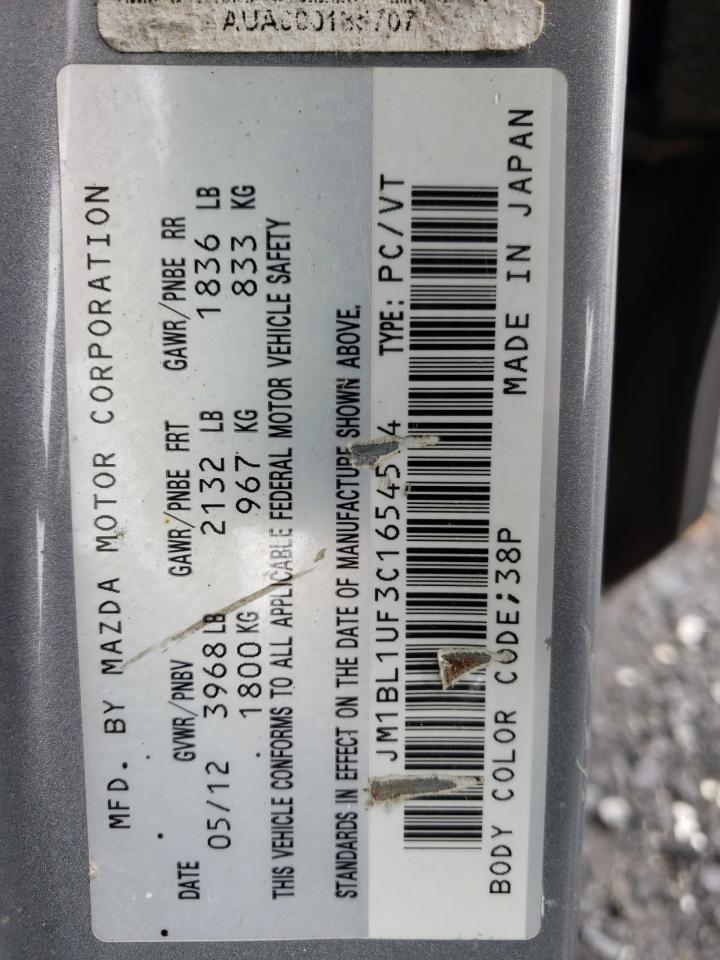 MFD. BY MAZDA MOTOR CORPORATION
DATE GVWR/PNBV GAWR/PNBE FRT GAWR/PNBE RR
05/12 3968 LB 2132 LB 1836 LB
1800 KG 967 KG 833 KG
THIS VEHICLE CONFORMS TO ALL APPLICABLE FEDERAL MOTOR VEHICLE SAFETY
STANDARDS IN EFFECT ON THE DATE OF MANUFACTURE SHOWN ABOVE.
JM1BL1UF3C16545 4 TYPE: PC/VT
BODY COLOR CODE;38P MADE IN JAPAN